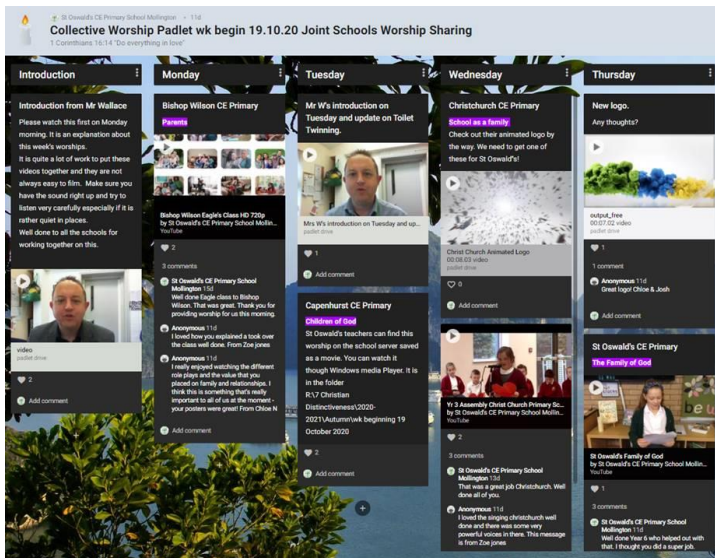 St Oswald's CE Primary School Mollington • 11d
Collective Worship Padlet wk begin 19.10.20 Joint Schools Worship Sharing
1 Corinthians 16:14 "Do everything in love"
Introduction
Introduction from Mr Wallace
Please watch this first on Monday
morning. It is an explanation about
this week's worships.
It is quite a lot of work to put these
videos together and they are not
always easy to film. Make sure you
have the sound right up and try to
listen very carefully especially if it is
rather quiet in places.
Well done to all the schools for
working together on this.
video
padlet drive
2
Add comment
Monday
Bishop Wilson CE Primary
Parents
Bishop Wilson Eagle's Class HD 720p
by St Oswald's CE Primary School Mollin...
YouTube
2
3 comments
St Oswald's CE Primary School
Mollington 15d
Well done Eagle class to Bishop
Wilson. That was great. Thank you for
providing worship for us this morning.
Anonymous 11d
I loved how you explained a took over
the class well done. From Zoe jones
Anonymous 11d
I really enjoyed watching the different
role plays and the value that you
placed on family and relationships. I
think this is something that's really
important to all of us at the moment -
your posters were great! From Chloe N
Add comment
Tuesday
Mr W's introduction on
Tuesday and update on Toilet
Twinning.
Mrs W's introduction on Tuesday and up...
padlet drive
1
Add comment
Capenhurst CE Primary
Children of God
St Oswald's teachers can find this
worship on the school server saved
as a movie. You can watch it
though Windows media Player. It is
in the folder
R:\7 Christian
Distinctiveness\2020-
2021\Autumn\wk beginning 19
October 2020
2
Add comment
Wednesday
Christchurch CE Primary
School as a family
Check out their animated logo by
the way. We need to get one of
these for St Oswald's!
Christ Church Animated Logo
00:08.03 video
padlet drive
0
Add comment
Yr 3 Assembly Christ Church Primary Sc...
by St Oswald's CE Primary School Mollin...
YouTube
2
3 comments
St Oswald's CE Primary School
Mollington 13d
That was a great job Christchurch. Well
done all of you.
Anonymous 11d
I loved the singing christchurch well
done and there was some very
powerful voices in there. This message
is from Zoe jones
Thursday
New logo.
Any thoughts?
output_free
00:07.02 video
padlet drive
1
1 comment
Anonymous 11d
Great logo! Chloe & Josh
Add comment
St Oswald's CE Primary
The Family of God
St Oswald's Family of God
by St Oswald's CE Primary School Mollin...
YouTube
1
3 comments
St Oswald's CE Primary School
Mollington 11d
Well done Year 6 who helped out with
that. I thought you did a super job.